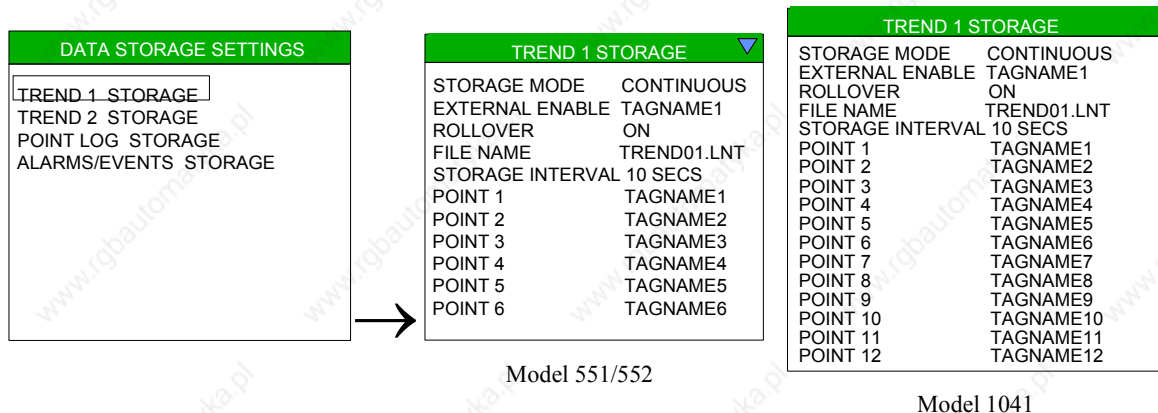 DATA STORAGE SETTINGS
TREND 1 STORAGE
TREND 2 STORAGE
POINT LOG STORAGE
ALARMS/EVENTS STORAGE
TREND 1 STORAGE
STORAGE MODE CONTINUOUS
EXTERNAL ENABLE TAGNAME1
ROLLOVER ON
FILE NAME TREND01.LNT
STORAGE INTERVAL 10 SECS
POINT 1 TAGNAME1
POINT 2 TAGNAME2
POINT 3 TAGNAME3
POINT 4 TAGNAME4
POINT 5 TAGNAME5
POINT 6 TAGNAME6
Model 551/552
TREND 1 STORAGE
STORAGE MODE CONTINUOUS
EXTERNAL ENABLE TAGNAME1
ROLLOVER ON
FILE NAME TREND01.LNT
STORAGE INTERVAL 10 SECS
POINT 1 TAGNAME1
POINT 2 TAGNAME2
POINT 3 TAGNAME3
POINT 4 TAGNAME4
POINT 5 TAGNAME5
POINT 6 TAGNAME6
POINT 7 TAGNAME7
POINT 8 TAGNAME8
POINT 9 TAGNAME9
POINT 10 TAGNAME10
POINT 11 TAGNAME11
POINT 12 TAGNAME12
Model 1041